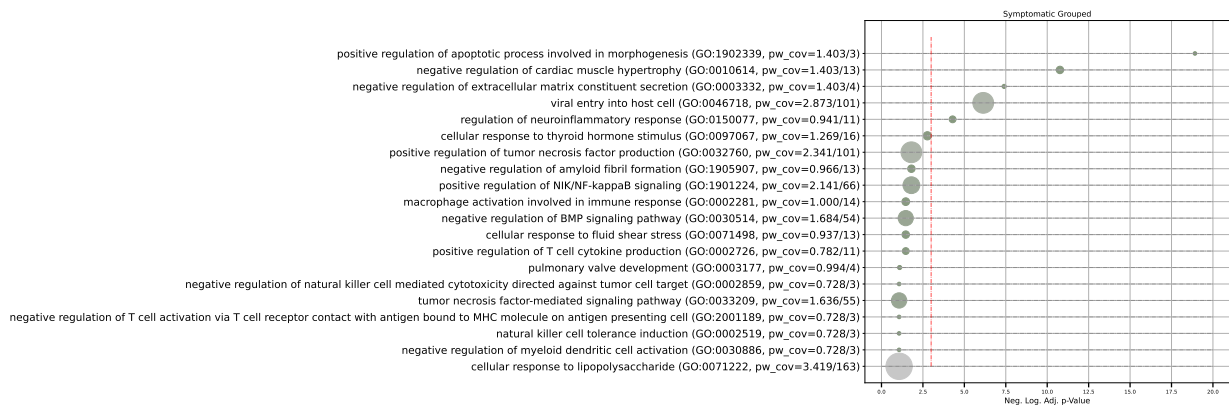 Symptomatic Grouped
positive regulation of apoptotic process involved in morphogenesis (GO:1902339, pw_cov=1.403/3)
negative regulation of cardiac muscle hypertrophy (GO:0010614, pw_cov=1.403/13)
negative regulation of extracellular matrix constituent secretion (GO:0003332, pw_cov=1.403/4)
viral entry into host cell (GO:0046718, pw_cov=2.873/101)
regulation of neuroinflammatory response (GO:0150077, pw_cov=0.941/11)
cellular response to thyroid hormone stimulus (GO:0097067, pw_cov=1.269/16)
positive regulation of tumor necrosis factor production (GO:0032760, pw_cov=2.341/101)
negative regulation of amyloid fibril formation (GO:1905907, pw_cov=0.966/13)
positive regulation of NIK/NF-kappaB signaling (GO:1901224, pw_cov=2.141/66)
macrophage activation involved in immune response (GO:0002281, pw_cov=1.000/14)
negative regulation of BMP signaling pathway (GO:0030514, pw_cov=1.684/54)
cellular response to fluid shear stress (GO:0071498, pw_cov=0.937/13)
positive regulation of T cell cytokine production (GO:0002726, pw_cov=0.782/11)
pulmonary valve development (GO:0003177, pw_cov=0.994/4)
negative regulation of natural killer cell mediated cytotoxicity directed against tumor cell target (GO:0002859, pw_cov=0.728/3)
tumor necrosis factor-mediated signaling pathway (GO:0033209, pw_cov=1.636/55)
negative regulation of T cell activation via T cell receptor contact with antigen bound to MHC molecule on antigen presenting cell (GO:2001189, pw_cov=0.728/3)
natural killer cell tolerance induction (GO:0002519, pw_cov=0.728/3)
negative regulation of myeloid dendritic cell activation (GO:0030886, pw_cov=0.728/3)
cellular response to lipopolysaccharide (GO:0071222, pw_cov=3.419/163)
0.0 2.5 5.0 7.5 10.0 12.5 15.0 17.5 20.0
Neg. Log. Adj. p-Value